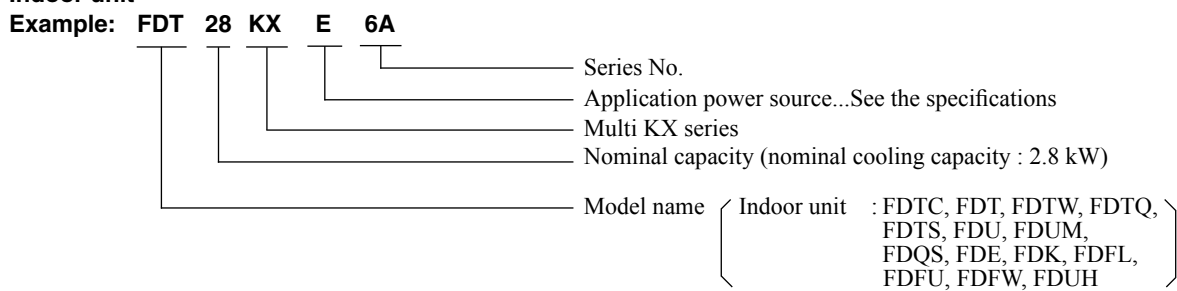 Example: FDT 28 KX E 6A
Series No.
Application power source...See the specifications
Multi KX series
Nominal capacity (nominal cooling capacity : 2.8 kW)
Model name Indoor unit : FDTC, FDT, FDTW, FDTQ,
FDTS, FDU, FDUM,
FDQS, FDE, FDK, FDFL,
FDFU, FDFW, FDUH